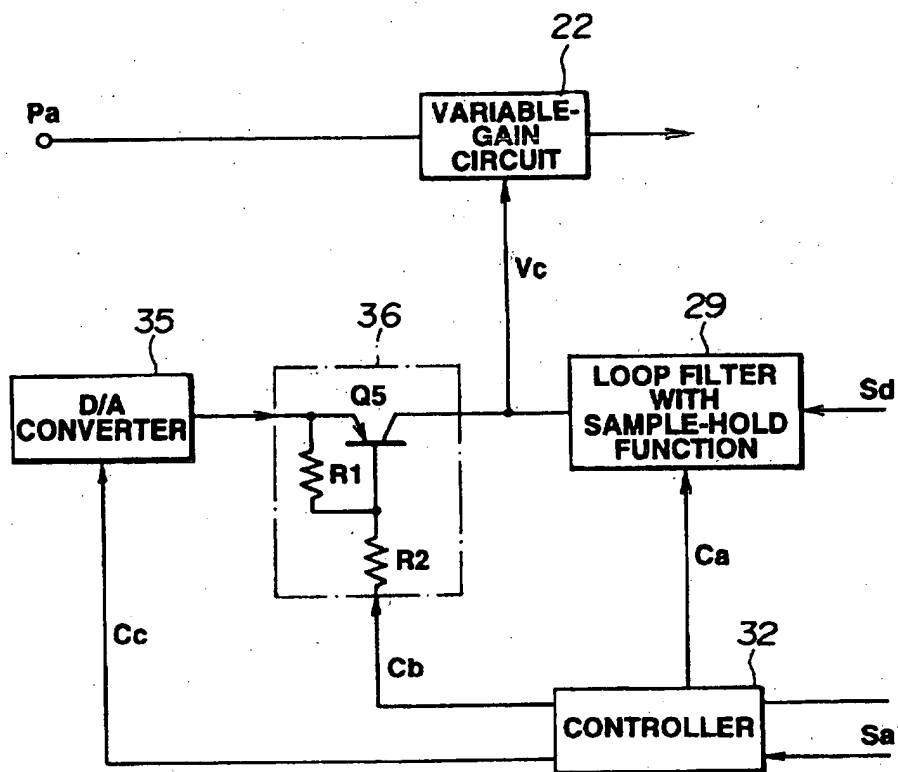 22
Pa
VARIABLE-
GAIN
CIRCUIT
Vc
35
36
29
D/A
CONVERTER
Q5
R1
R2
LOOP FILTER
WITH
SAMPLE-HOLD
FUNCTION
Sd
Ca
Cc
Cb
32
CONTROLLER
Sa